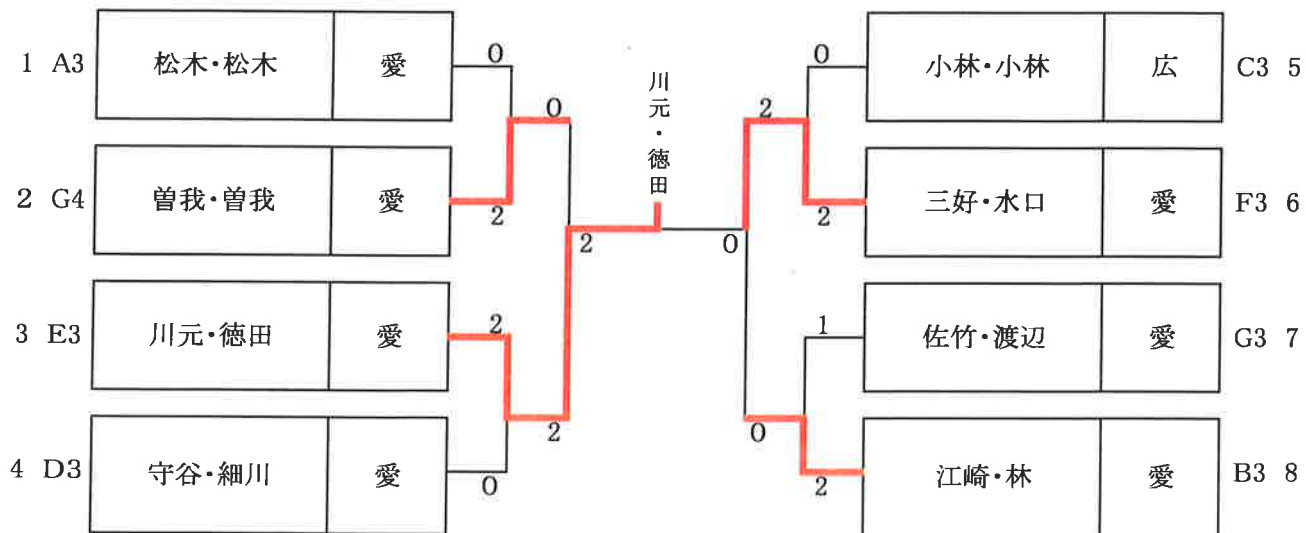 1 A3 松木・松木 愛 0
2 G4 曽我・曽我 愛 2
0
3 E3 川元・徳田 愛 2
4 D3 守谷・細川 愛 0
2
2
川元・徳田
0
2
0 小林・小林 広 C3 5
2 三好・水口 愛 F3 6
1 佐竹・渡辺 愛 G3 7
0
2 江崎・林 愛 B3 8